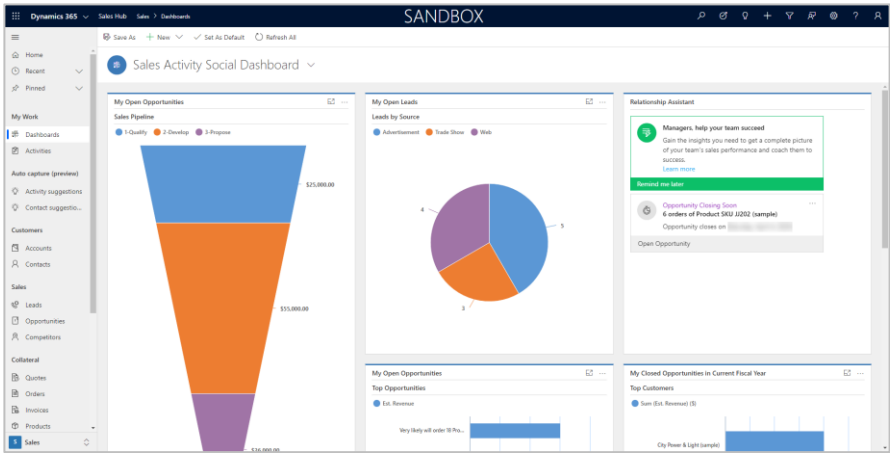 Dynamics 365
Sales Hub
Sales > Dashboards
SANDBOX
Save As
New
Set As Default
Refresh All
Home
Recent
Pinned
My Work
Dashboards
Activities
Auto capture (preview)
Activity suggestions
Contact suggestio...
Customers
Accounts
Contacts
Sales
Leads
Opportunities
Competitors
Collateral
Quotes
Orders
Invoices
Products
S Sales
Sales Activity Social Dashboard
My Open Opportunities
Sales Pipeline
1-Qualify 2-Develop 3-Propose
$25,000.00
$55,000.00
My Open Leads
Leads by Source
Advertisement Trade Show Web
4
5
3
Relationship Assistant
Managers, help your team succeed
Gain the insights you need to get a complete picture
of your team's sales performance and coach them to
success.
Learn more
Remind me later
Opportunity Closing Soon
6 orders of Product SKU JJ202 (sample)
Opportunity closes on
Open Opportunity
My Open Opportunities
Top Opportunities
Est. Revenue
Very likely will order 18 Pro...
My Closed Opportunities in Current Fiscal Year
Top Customers
Sum (Est. Revenue) ($)
City Power & Light (sample)